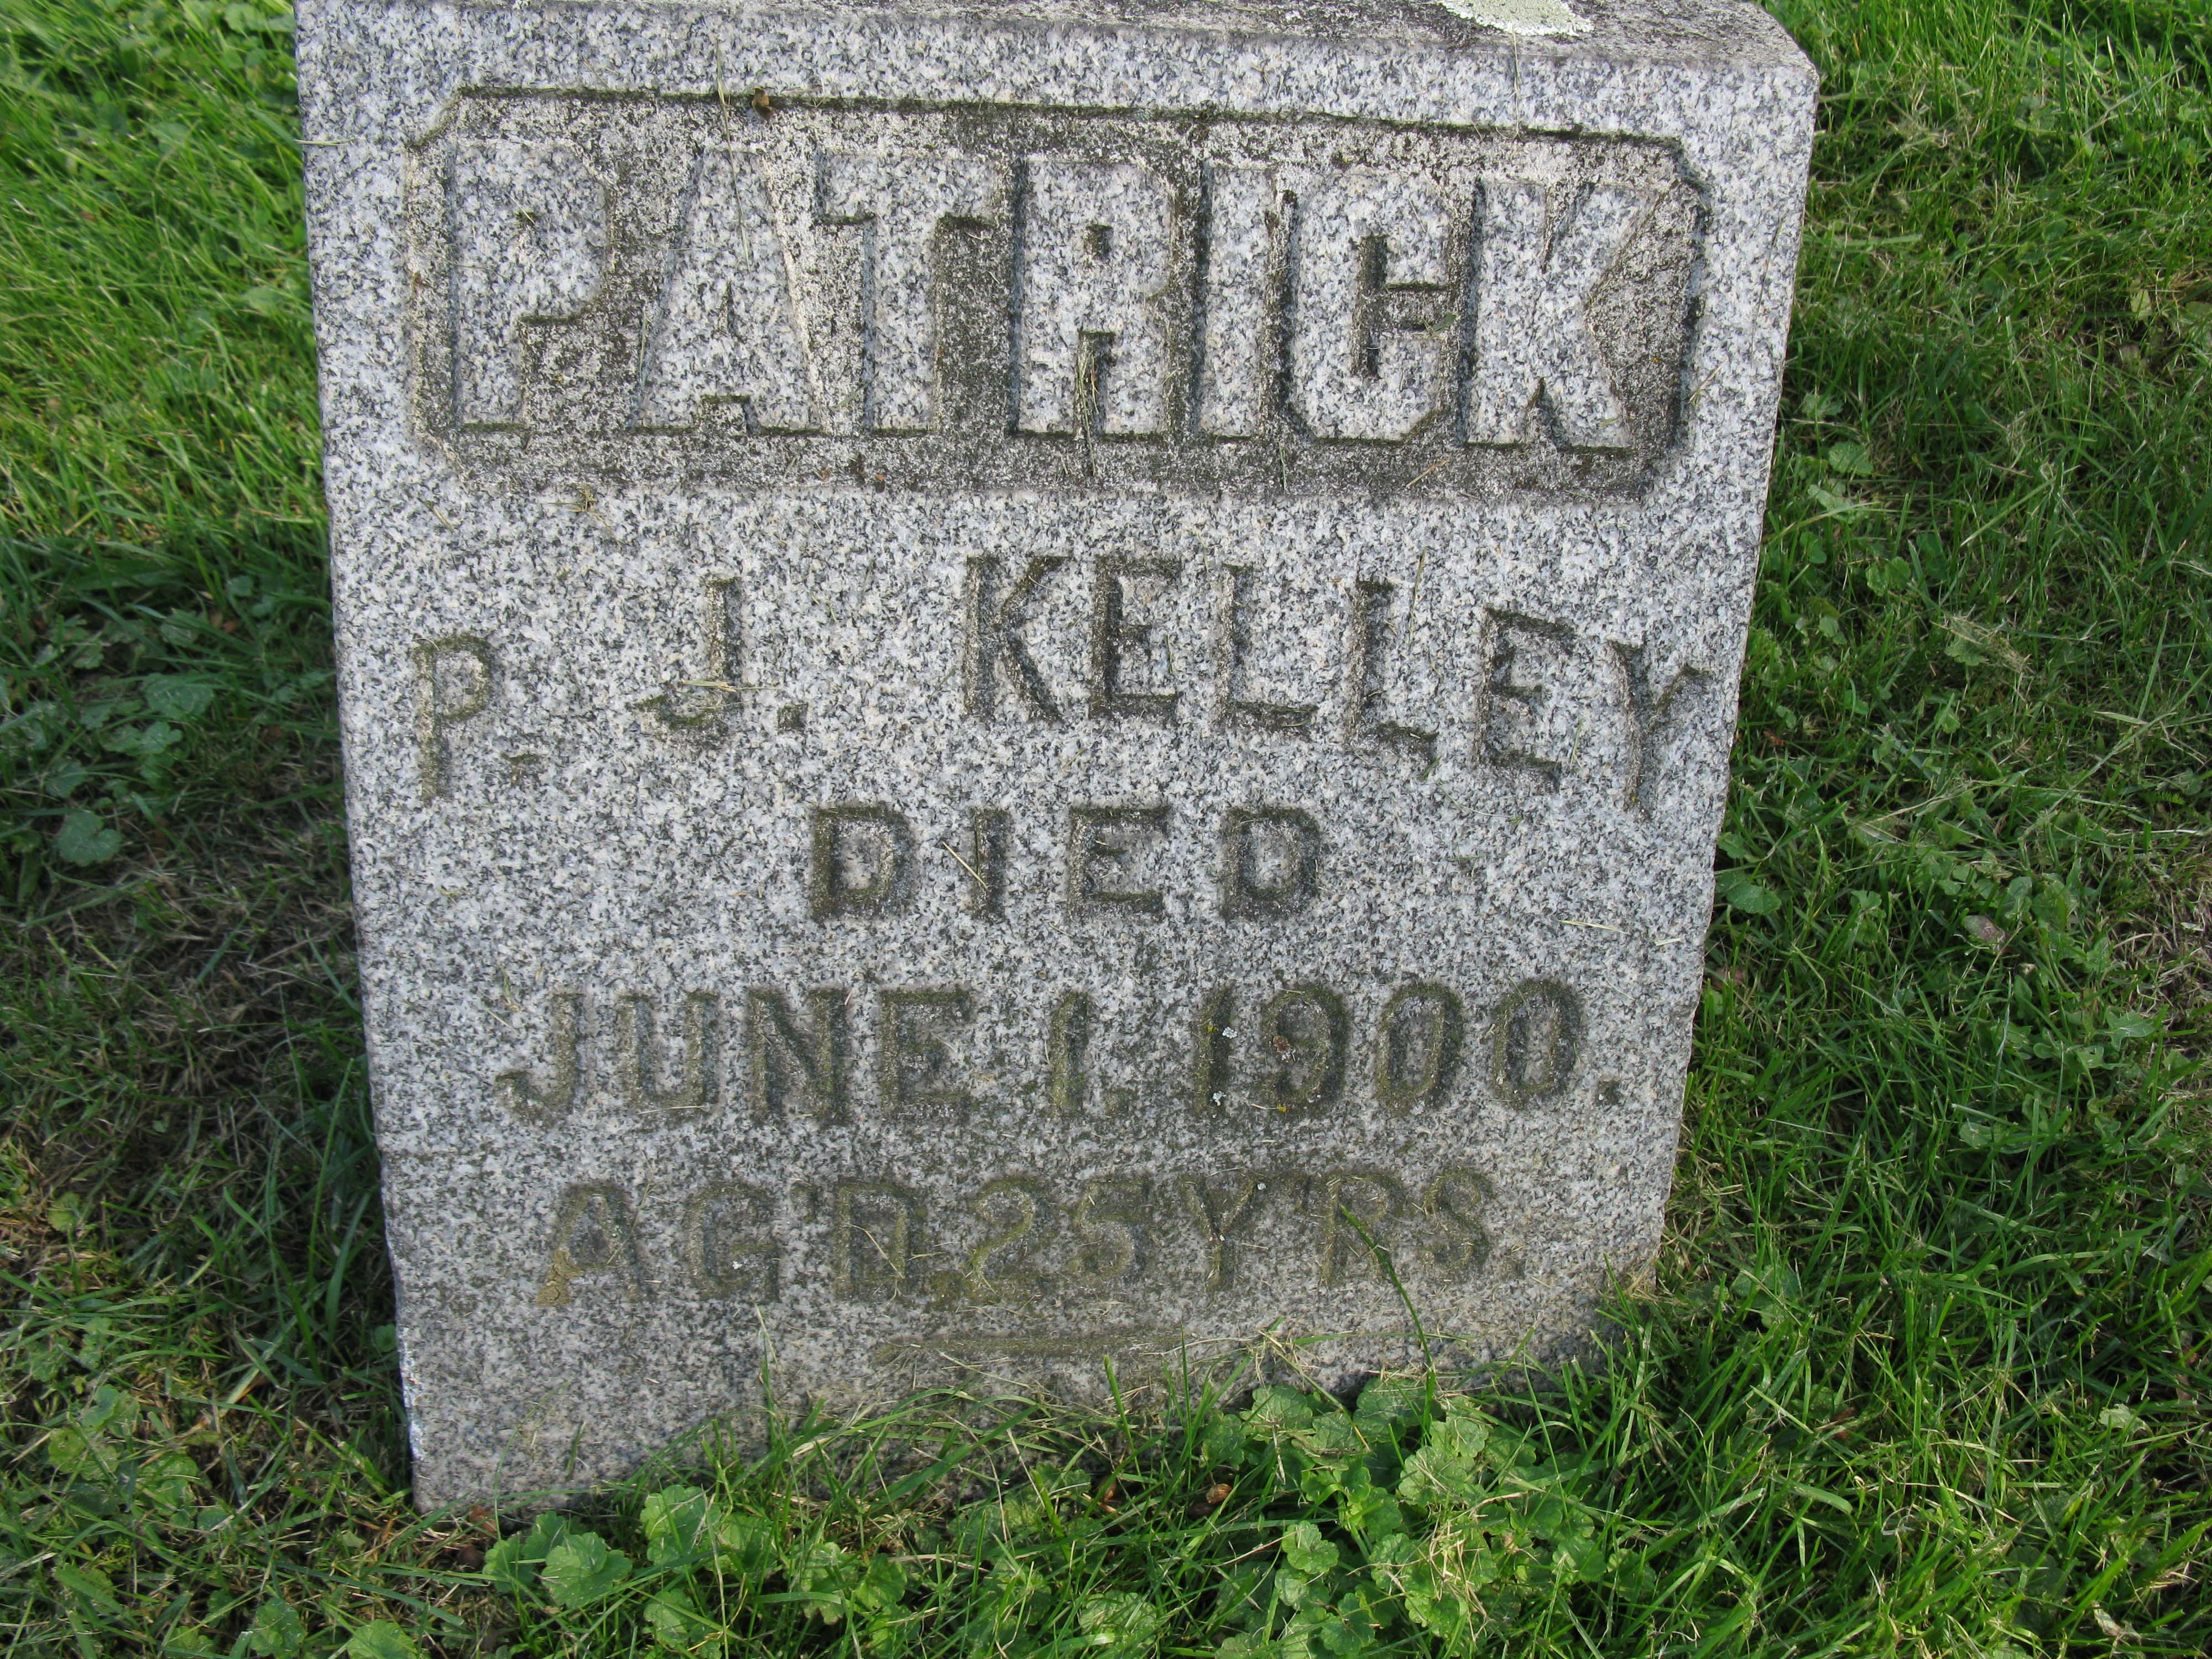 PATRICK
P. J. KELLEY
DIED
JUNE 1, 1900.
AG'D. 25 Y'RS.